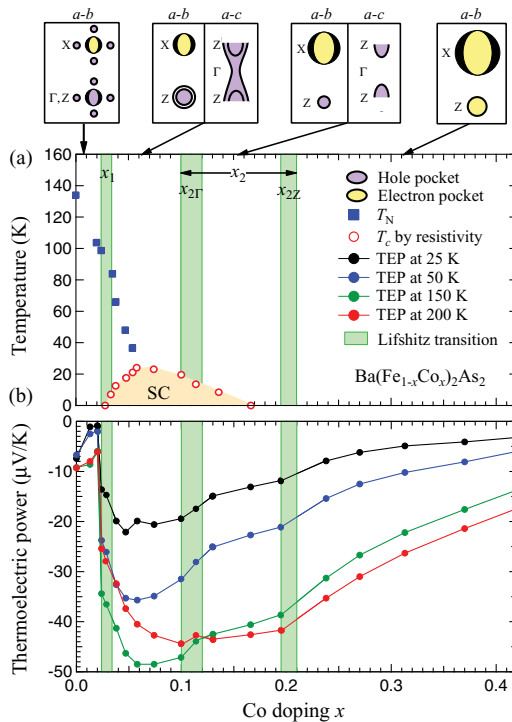 a-b
a-b
a-c
a-b
a-c
a-b
X
Γ,Z
X
Z
Z
Γ
Z
X
Z
Z
Γ
Z
X
Z
(a)
160
140
120
100
80
60
40
20
0
Temperature (K)
x₁
x₂
x₂Γ
x₂Z
Hole pocket
Electron pocket
T_N
T_c by resistivity
TEP at 25 K
TEP at 50 K
TEP at 150 K
TEP at 200 K
Lifshitz transition
Ba(Fe₁₋ₓCoₓ)₂As₂
SC
(b)
0
-10
-20
-30
-40
-50
Thermoelectric power (μV/K)
0.0
0.1
0.2
0.3
0.4
Co doping x